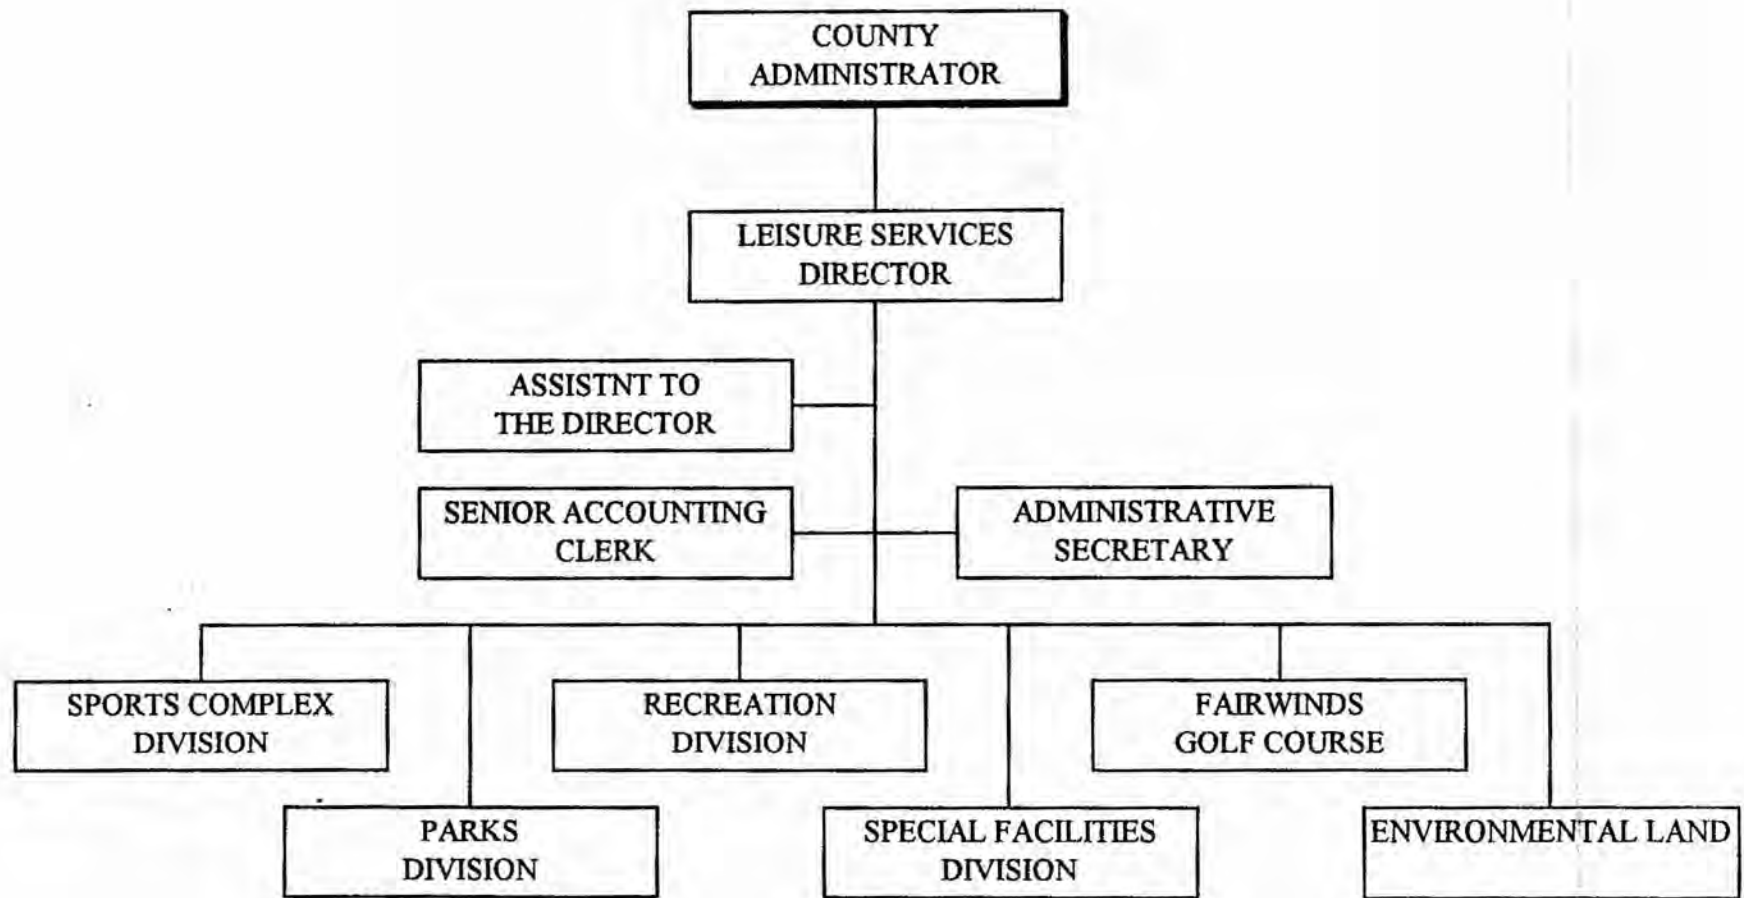 COUNTY
ADMINISTRATOR
LEISURE SERVICES
DIRECTOR
ASSISTNT TO
THE DIRECTOR
SENIOR ACCOUNTING
CLERK
ADMINISTRATIVE
SECRETARY
SPORTS COMPLEX
DIVISION
RECREATION
DIVISION
FAIRWINDS
GOLF COURSE
PARKS
DIVISION
SPECIAL FACILITIES
DIVISION
ENVIRONMENTAL LAND